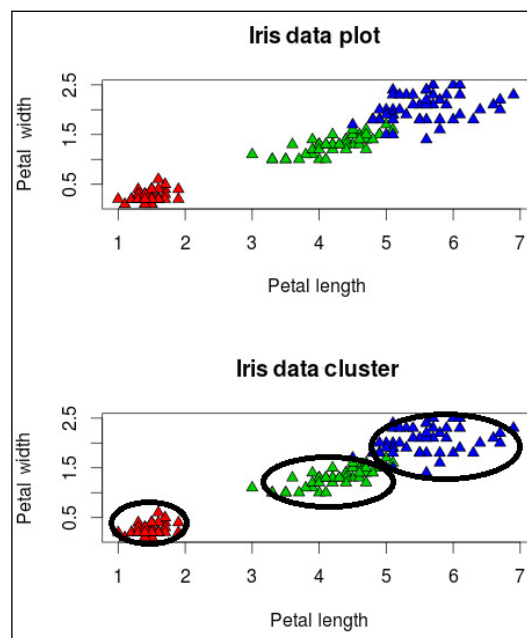 Iris data plot
Petal width
2.5
1.5
0.5
1 2 3 4 5 6 7
Petal length
Iris data cluster
Petal width
2.5
1.5
0.5
1 2 3 4 5 6 7
Petal length